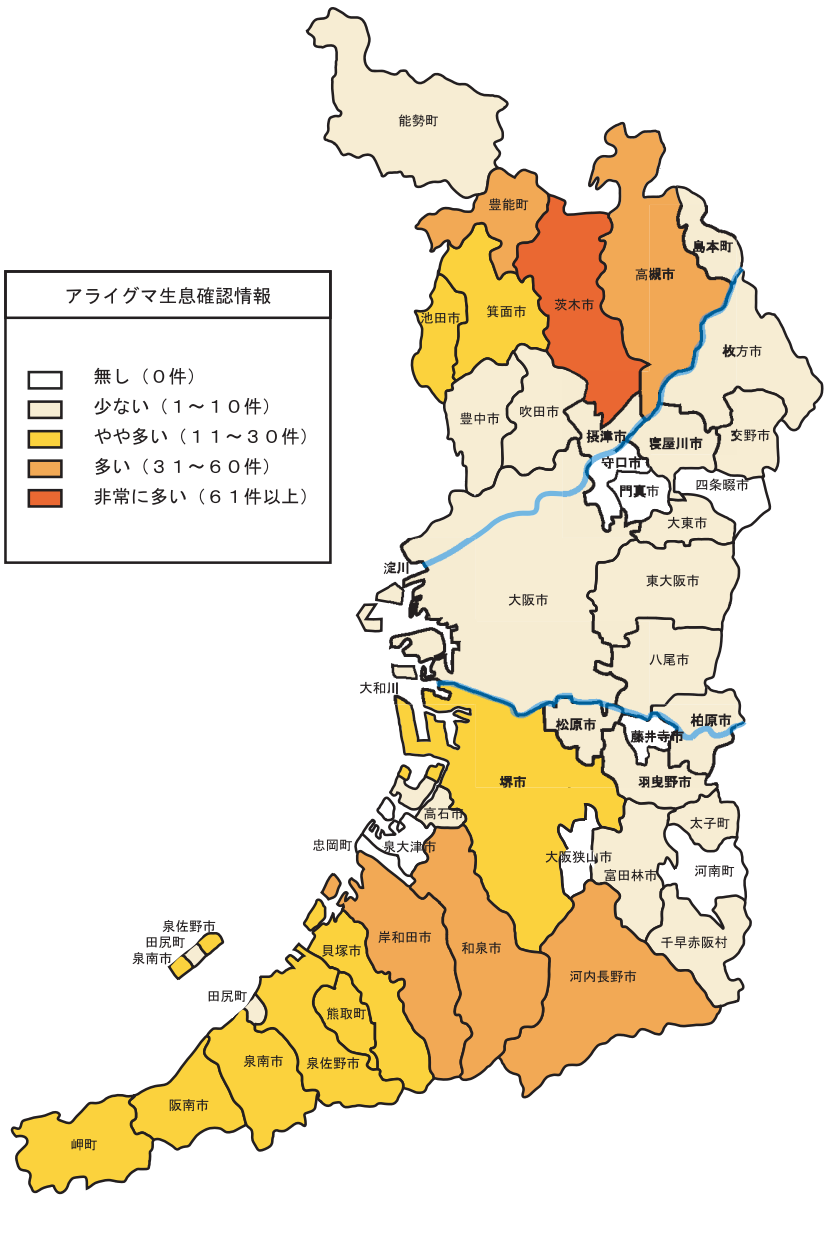 能勢町
豊能町
島本町
高槻市
アライグマ生息確認情報
茨木市
箕面市
池田市
枚方市
無し（０件）
少ない（１～１０件）
やや多い（１１～３０件）
多い（３１～６０件）
非常に多い（６１件以上）
豊中市
吹田市
摂津市
寝屋川市
交野市
守口市
門真市
四条畷市
大東市
淀川
大阪市
東大阪市
八尾市
大和川
松原市
藤井寺市
柏原市
堺市
羽曳野市
高石市
太子町
忠岡町
泉大津市
大阪狭山市
富田林市
河南町
泉佐野市
田尻町
泉南市
貝塚市
岸和田市
和泉市
千早赤阪村
河内長野市
田尻町
熊取町
泉南市
泉佐野市
阪南市
岬町